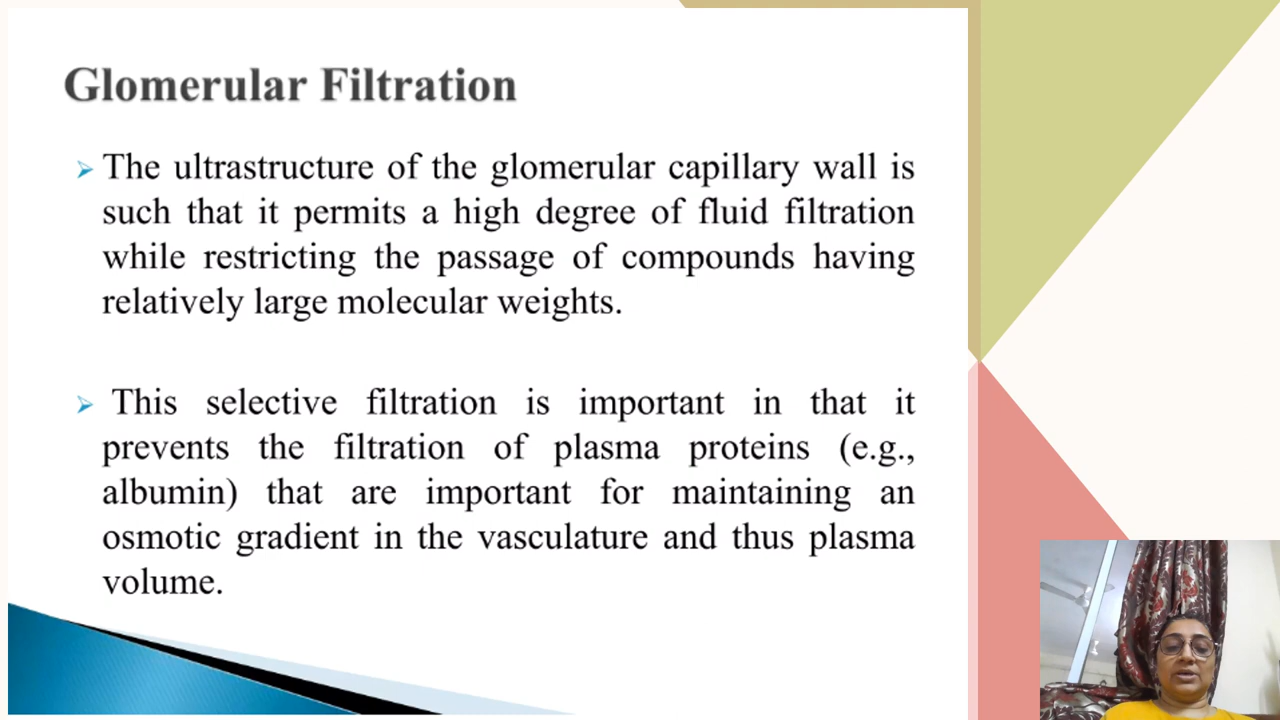 Glomerular Filtration
The ultrastructure of the glomerular capillary wall is
such that it permits a high degree of fluid filtration
while restricting the passage of compounds having
relatively large molecular weights.
This selective filtration is important in that it
prevents the filtration of plasma proteins (e.g.,
albumin) that are important for maintaining an
osmotic gradient in the vasculature and thus plasma
volume.